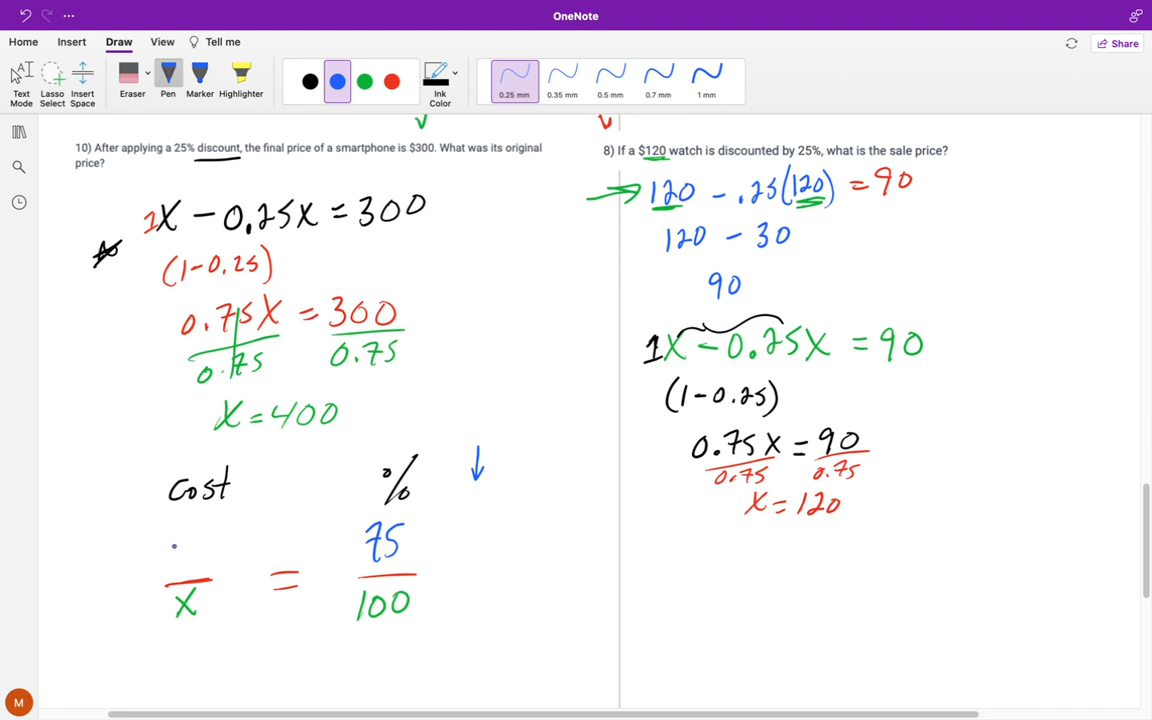 OneNote
Home Insert Draw View Tell me
Share
Text Mode
Lasso Select
Insert Space
Eraser
Pen
Marker
Highlighter
Ink Color
0.25 mm
0.35 mm
0.5 mm
0.7 mm
1 mm
10) After applying a 25% discount, the final price of a smartphone is $300. What was its original
price?
1X − 0.25X = 300
(1−0.25)
0.75X = 300
0.75 0.75
X = 400
cost %
75
X = 100
8) If a $120 watch is discounted by 25%, what is the sale price?
120 − .25(120) = 90
120 − 30
90
1X − 0.25X = 90
(1−0.25)
0.75X = 90
0.75 0.75
X = 120
M